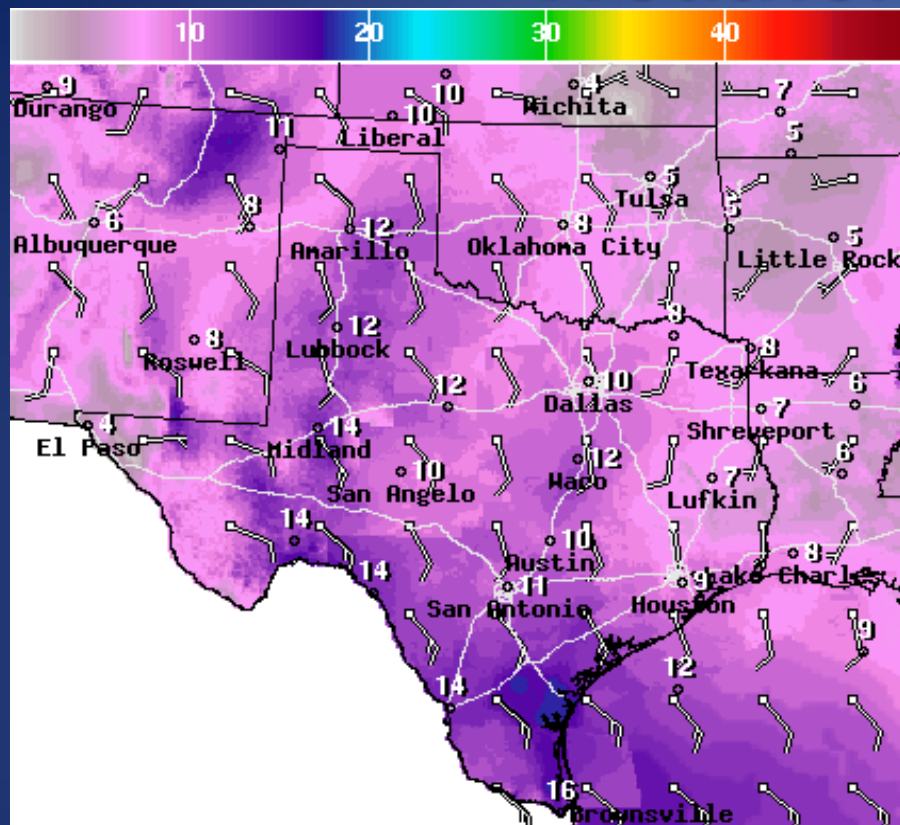 10 20 30 40
9
Durango
10
4
Wichita
7
10
Liberal
11
5
5
Tulsa
8
5
6
Albuquerque
12
Amarillo
8
Oklahoma City
5
Little Rock
12
Lubbock
8
Roswell
9
8
Texarkana
10
Dallas
6
12
7
Shreveport
4
El Paso
14
Midland
10
San Angelo
12
Waco
7
Lufkin
6
14
10
Austin
8
Lake Charles
14
11
San Antonio
9
Houston
9
12
14
16
Brownsville